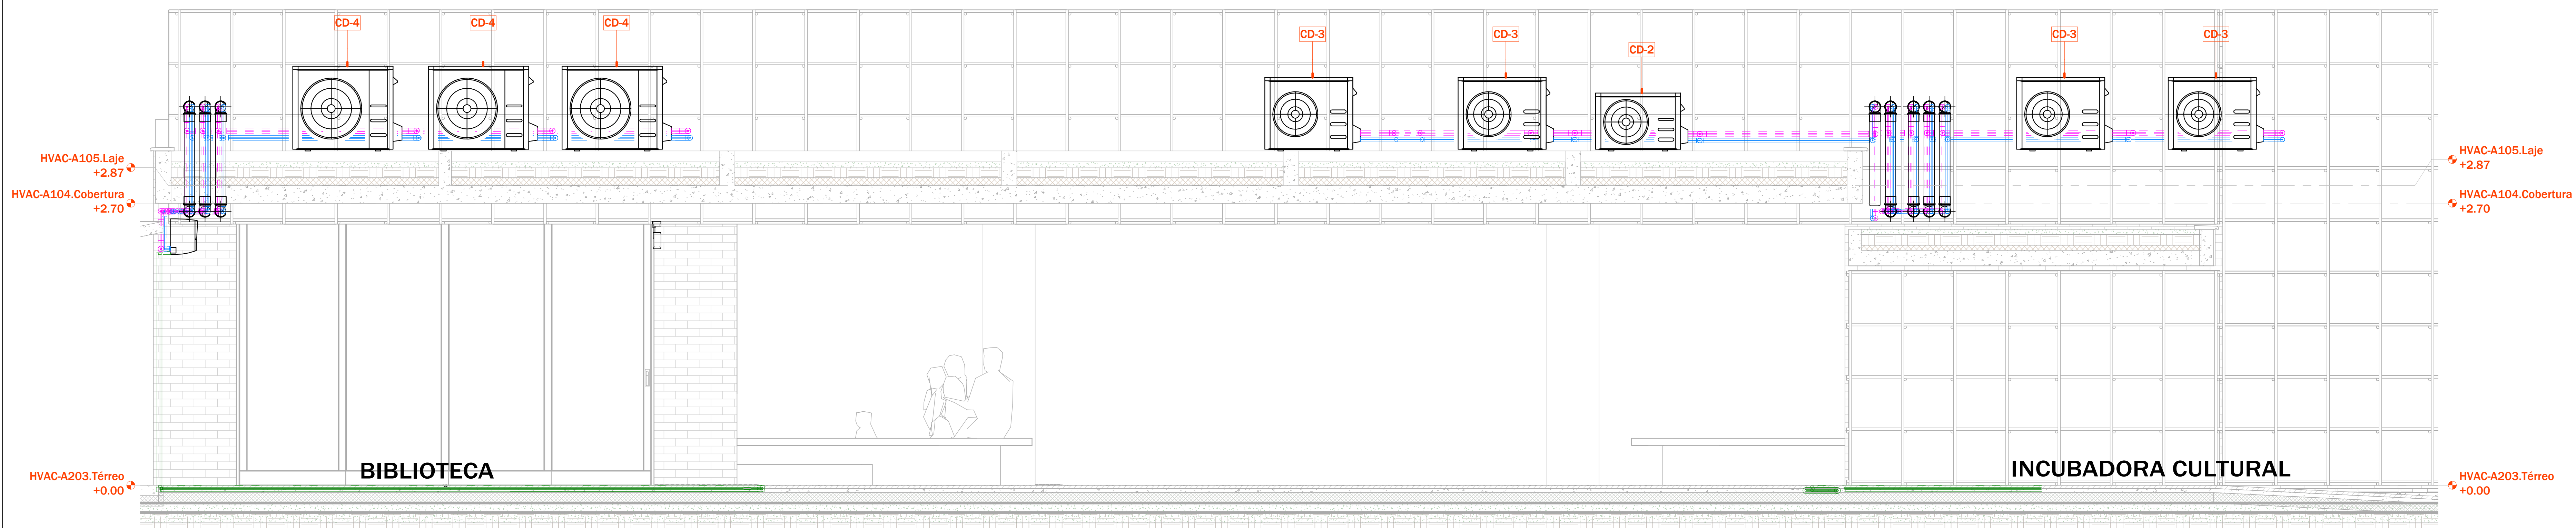 CD-4
CD-4
CD-4
CD-3
CD-3
CD-2
CD-3
CD-3
HVAC-A105.Laje
+2.87
HVAC-A104.Cobertura
+2.70
HVAC-A105.Laje
+2.87
HVAC-A104.Cobertura
+2.70
BIBLIOTECA
INCUBADORA CULTURAL
HVAC-A203.Térreo
+0.00
HVAC-A203.Térreo
+0.00